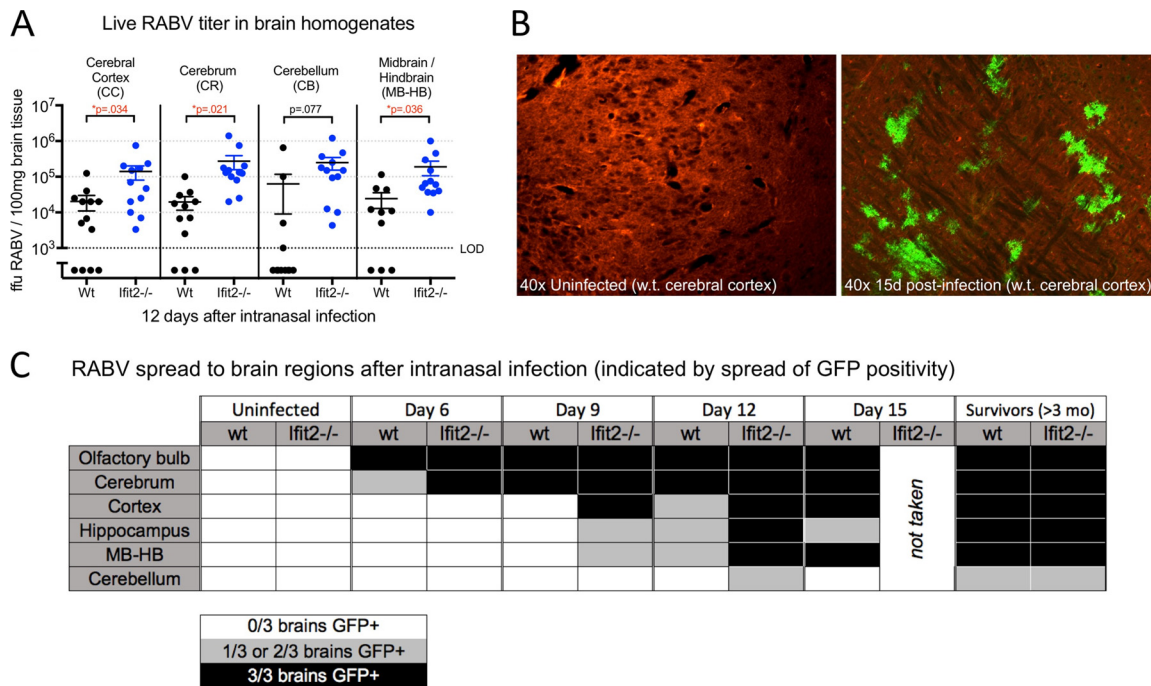 A
Live RABV titer in brain homogenates
Cerebral
Cortex
(CC)
Cerebrum
(CR)
Cerebellum
(CB)
Midbrain /
Hindbrain
(MB-HB)
ffu RABV / 100mg brain tissue
10⁷
10⁶
10⁵
10⁴
10³
*p=.034
*p=.021
p=.077
*p=.036
LOD
Wt
Ifit2-/-
Wt
Ifit2-/-
Wt
Ifit2-/-
Wt
Ifit2-/-
12 days after intranasal infection
B
40x Uninfected (w.t. cerebral cortex)
40x 15d post-infection (w.t. cerebral cortex)
C
RABV spread to brain regions after intranasal infection (indicated by spread of GFP positivity)
Uninfected Day 6 Day 9 Day 12 Day 15 Survivors (>3 mo)
wt Ifit2-/- wt Ifit2-/- wt Ifit2-/- wt Ifit2-/- wt Ifit2-/- wt Ifit2-/-
Olfactory bulb
Cerebrum
Cortex
Hippocampus
MB-HB
Cerebellum
not taken
0/3 brains GFP+
1/3 or 2/3 brains GFP+
3/3 brains GFP+